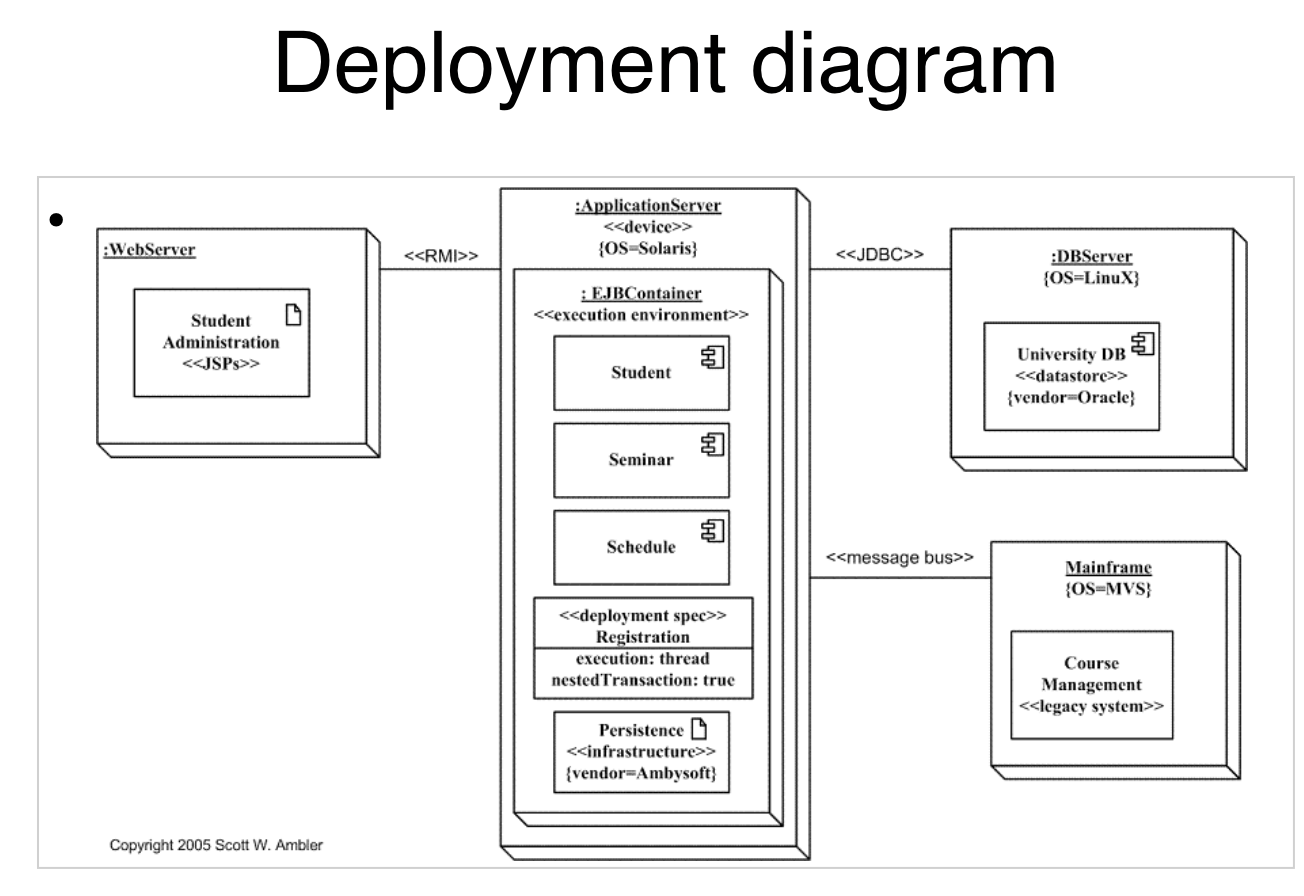 Deployment diagram
•
:WebServer
Student
Administration
<<JSPs>>
<<RMI>>
:ApplicationServer
<<device>>
{OS=Solaris}
: EJBContainer
<<execution environment>>
Student
Seminar
Schedule
<<deployment spec>>
Registration
execution: thread
nestedTransaction: true
Persistence
<<infrastructure>>
{vendor=Ambysoft}
<<JDBC>>
:DBServer
{OS=LinuX}
University DB
<<datastore>>
{vendor=Oracle}
<<message bus>>
Mainframe
{OS=MVS}
Course
Management
<<legacy system>>
Copyright 2005 Scott W. Ambler